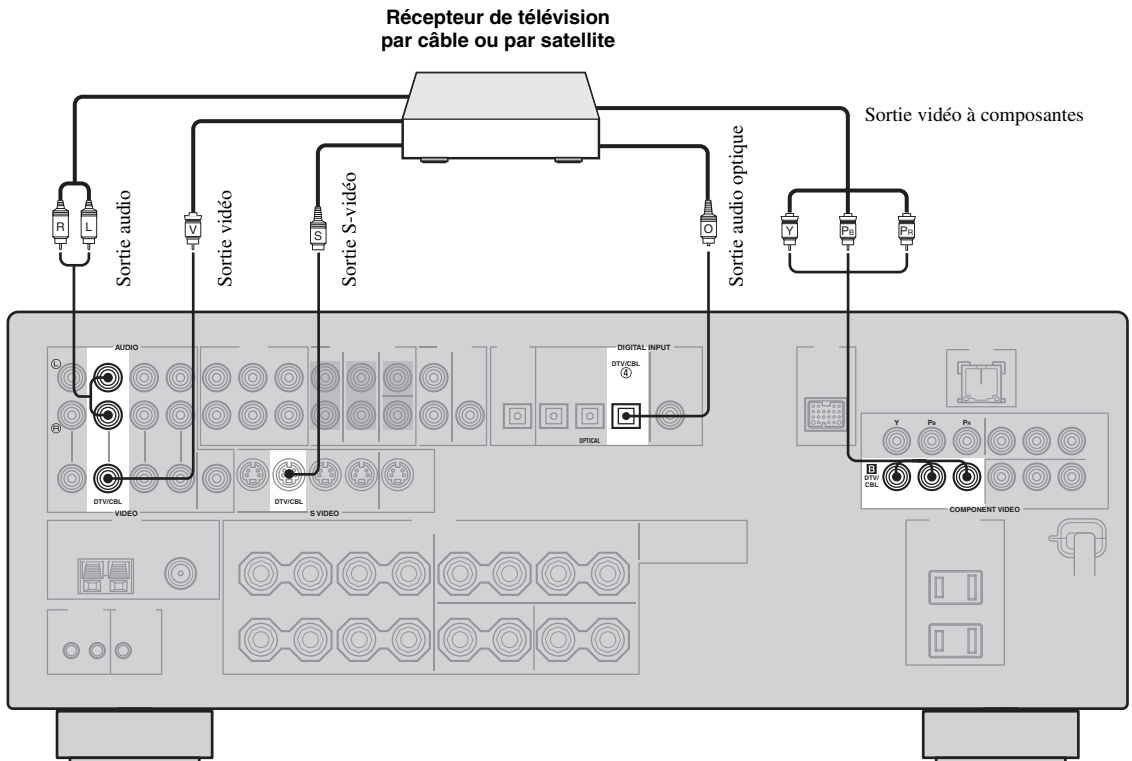 Récepteur de télévision
par câble ou par satellite
Sortie vidéo à composantes
Sortie audio
Sortie vidéo
Sortie S-vidéo
Sortie audio optique
R
L
V
S
O
Y
PB
PR
AUDIO
DIGITAL INPUT
L
R
DTV/CBL
④
OPTICAL
Y
PB
PR
B
DTV/
CBL
DTV/CBL
DTV/CBL
VIDEO
S VIDEO
COMPONENT VIDEO